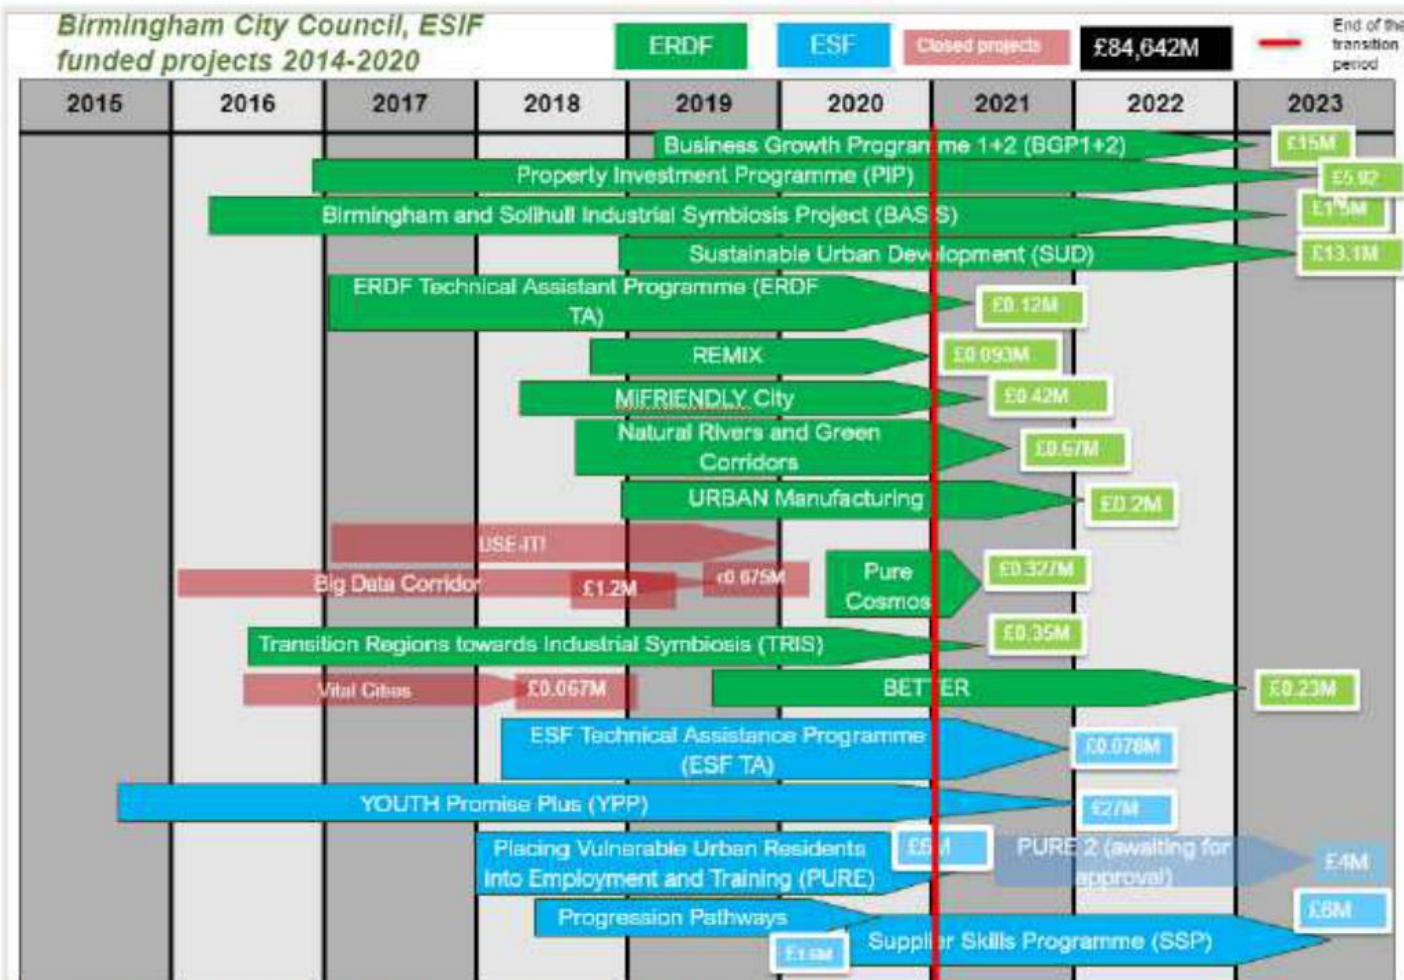 Birmingham City Council, ESIF
funded projects 2014-2020
ERDF
ESF
Closed projects
£84,642M
End of the
transition
period
2015
2016
2017
2018
2019
2020
2021
2022
2023
Business Growth Programme 1+2 (BGP1+2)
£15M
Property Investment Programme (PIP)
£5.92
Birmingham and Solihull Industrial Symbiosis Project (BASIS)
£1.5M
Sustainable Urban Development (SUD)
£13.1M
ERDF Technical Assistant Programme (ERDF
TA)
£0.12M
REMIX
£0.093M
MiFRIENDLY City
£0.42M
Natural Rivers and Green
Corridors
£0.67M
URBAN Manufacturing
£0.2M
USE-IT!
Big Data Corridor
£1.2M
Pure
Cosmos
£0.327M
Transition Regions towards Industrial Symbiosis (TRIS)
£0.35M
Vital Cities
£0.067M
BETTER
£0.23M
ESF Technical Assistance Programme
(ESF TA)
£0.078M
YOUTH Promise Plus (YPP)
£27M
Placing Vulnerable Urban Residents
into Employment and Training (PURE)
PURE 2 (awaiting for
approval)
£4M
Progression Pathways
£6M
Supplier Skills Programme (SSP)